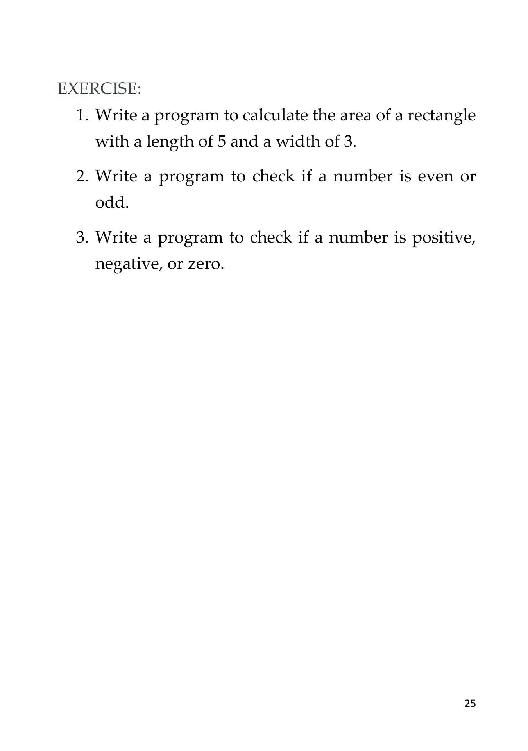 EXERCISE:
1. Write a program to calculate the area of a rectangle
with a length of 5 and a width of 3.
2. Write a program to check if a number is even or
odd.
3. Write a program to check if a number is positive,
negative, or zero.
25